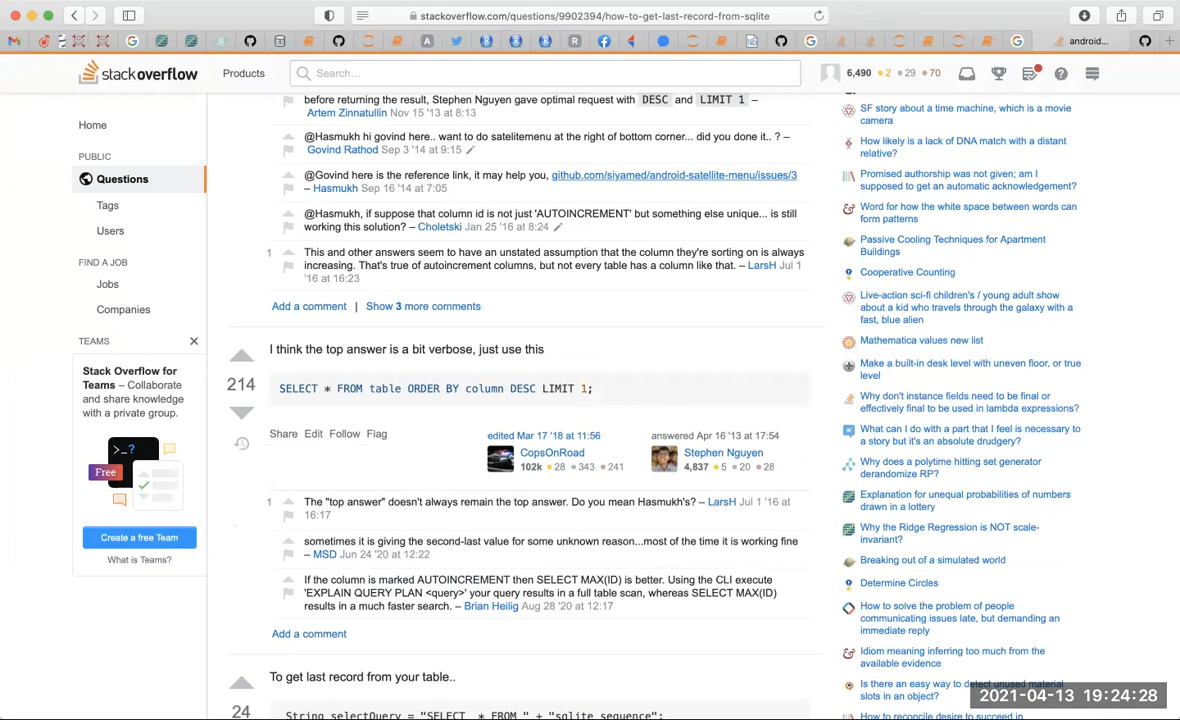 stackoverflow.com/questions/9902394/how-to-get-last-record-from-sqlite
android...
stack overflow
Products
Search...
6,490 2 29 70
Home
PUBLIC
Questions
Tags
Users
FIND A JOB
Jobs
Companies
TEAMS
Stack Overflow for
Teams – Collaborate
and share knowledge
with a private group.
>_?
Free
Create a free Team
What is Teams?
before returning the result, Stephen Nguyen gave optimal request with DESC and LIMIT 1 –
Artem Zinnatullin Nov 15 '13 at 8:13
@Hasmukh hi govind here.. want to do satelitemenu at the right of bottom corner... did you done it.. ? –
Govind Rathod Sep 3 '14 at 9:15
@Govind here is the reference link, it may help you, github.com/siyamed/android-satellite-menu/issues/3
– Hasmukh Sep 16 '14 at 7:05
@Hasmukh, if suppose that column id is not just 'AUTOINCREMENT' but something else unique... is still
working this solution? – Choletski Jan 25 '16 at 8:24
1 This and other answers seem to have an unstated assumption that the column they're sorting on is always
increasing. That's true of autoincrement columns, but not every table has a column like that. – LarsH Jul 1
'16 at 16:23
Add a comment | Show 3 more comments
I think the top answer is a bit verbose, just use this
214
SELECT * FROM table ORDER BY column DESC LIMIT 1;
Share Edit Follow Flag
edited Mar 17 '18 at 11:56
CopsOnRoad
102k 28 343 241
answered Apr 16 '13 at 17:54
Stephen Nguyen
4,837 5 20 28
1 The "top answer" doesn't always remain the top answer. Do you mean Hasmukh's? – LarsH Jul 1 '16 at
16:17
sometimes it is giving the second-last value for some unknown reason...most of the time it is working fine
– MSD Jun 24 '20 at 12:22
If the column is marked AUTOINCREMENT then SELECT MAX(ID) is better. Using the CLI execute
'EXPLAIN QUERY PLAN <query>' your query results in a full table scan, whereas SELECT MAX(ID)
results in a much faster search. – Brian Heilig Aug 28 '20 at 12:17
Add a comment
To get last record from your table..
24
String selectQuery = "SELECT * FROM " + "sqlite_sequence";
SF story about a time machine, which is a movie
camera
How likely is a lack of DNA match with a distant
relative?
Promised authorship was not given; am I
supposed to get an automatic acknowledgement?
Word for how the white space between words can
form patterns
Passive Cooling Techniques for Apartment
Buildings
Cooperative Counting
Live-action sci-fi children's / young adult show
about a kid who travels through the galaxy with a
fast, blue alien
Mathematica values new list
Make a built-in desk level with uneven floor, or true
level
Why don't instance fields need to be final or
effectively final to be used in lambda expressions?
What can I do with a part that I feel is necessary to
a story but it's an absolute drudgery?
Why does a polytime hitting set generator
derandomize RP?
Explanation for unequal probabilities of numbers
drawn in a lottery
Why the Ridge Regression is NOT scale-
invariant?
Breaking out of a simulated world
Determine Circles
How to solve the problem of people
communicating issues late, but demanding an
immediate reply
Idiom meaning inferring too much from the
available evidence
Is there an easy way to detect unused material
slots in an object?
How to reconcile desire to succeed in
2021-04-13 19:24:28